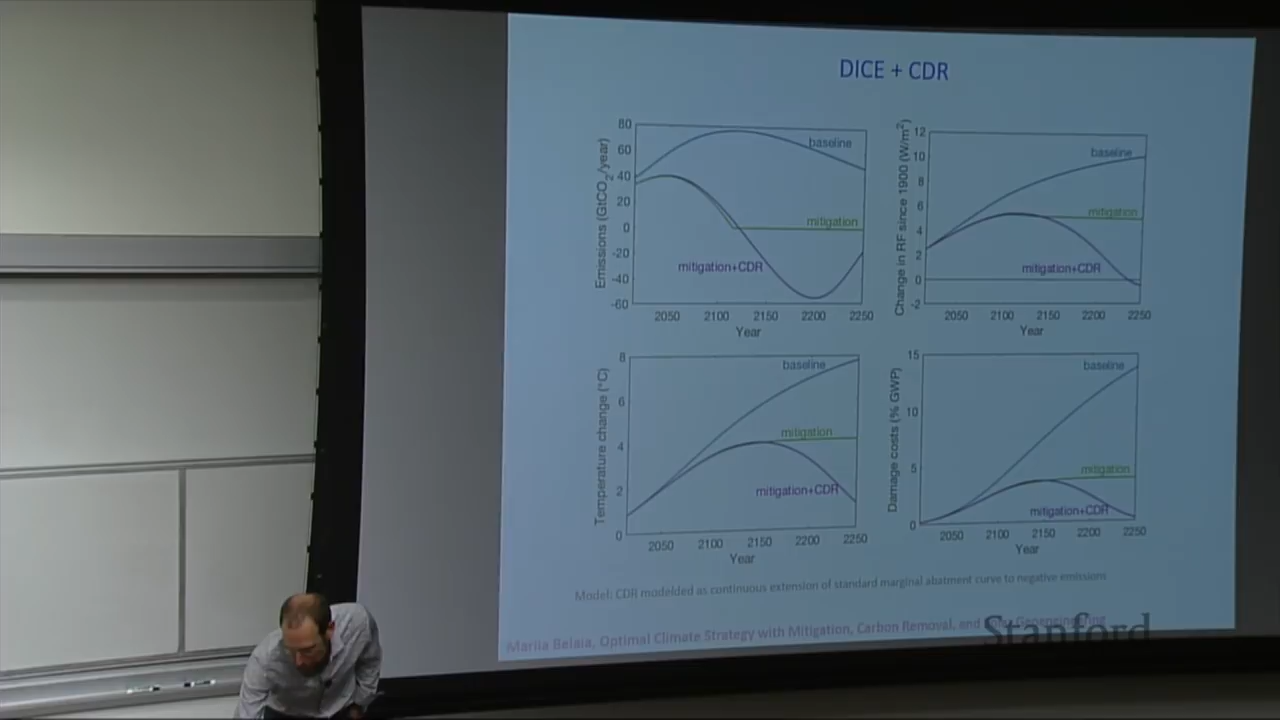 DICE + CDR
80
60
40
20
0
-20
-40
-60
Emissions (GtCO2/year)
baseline
mitigation
mitigation+CDR
2050 2100 2150 2200 2250
Year
12
10
8
6
4
2
0
-2
Change in RF since 1900 (W/m2)
baseline
mitigation
mitigation+CDR
2050 2100 2150 2200 2250
Year
8
6
4
2
0
Temperature change (°C)
baseline
mitigation
mitigation+CDR
2050 2100 2150 2200 2250
Year
15
10
5
0
Damage costs (% GWP)
baseline
mitigation
mitigation+CDR
2050 2100 2150 2200 2250
Year
Model: CDR modelded as continuous extension of standard marginal abatment curve to negative emissions
Mariia Belaia, Optimal Climate Strategy with Mitigation, Carbon Removal, and Geoengineering
Stanford